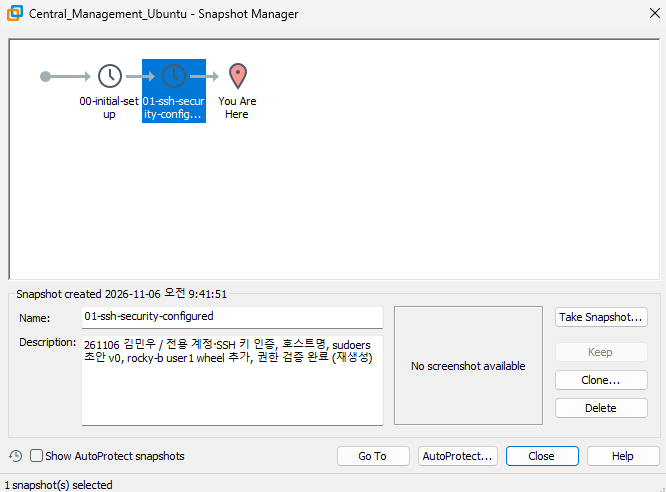 Central_Management_Ubuntu - Snapshot Manager
00-initial-set
up
01-ssh-secur
ity-config...
You Are
Here
Snapshot created 2026-11-06 오전 9:41:51
Name:
01-ssh-security-configured
Description:
261106 김민우 / 전용 계정·SSH 키 인증, 호스트명, sudoers
초안 v0, rocky-b user1 wheel 추가, 권한 검증 완료 (재생성)
No screenshot available
Take Snapshot...
Keep
Clone...
Delete
Show AutoProtect snapshots
Go To
AutoProtect...
Close
Help
1 snapshot(s) selected